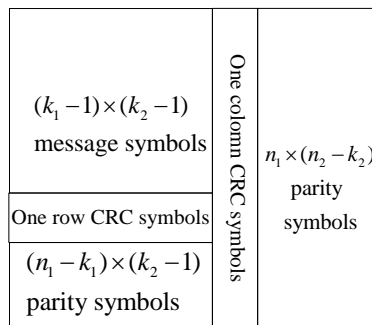 (k₁ −1)×(k₂ −1)
message symbols
One row CRC symbols
(n₁ − k₁)×(k₂ −1)
parity symbols
One colomn CRC symbols
n₁ ×(n₂ − k₂)
parity
symbols